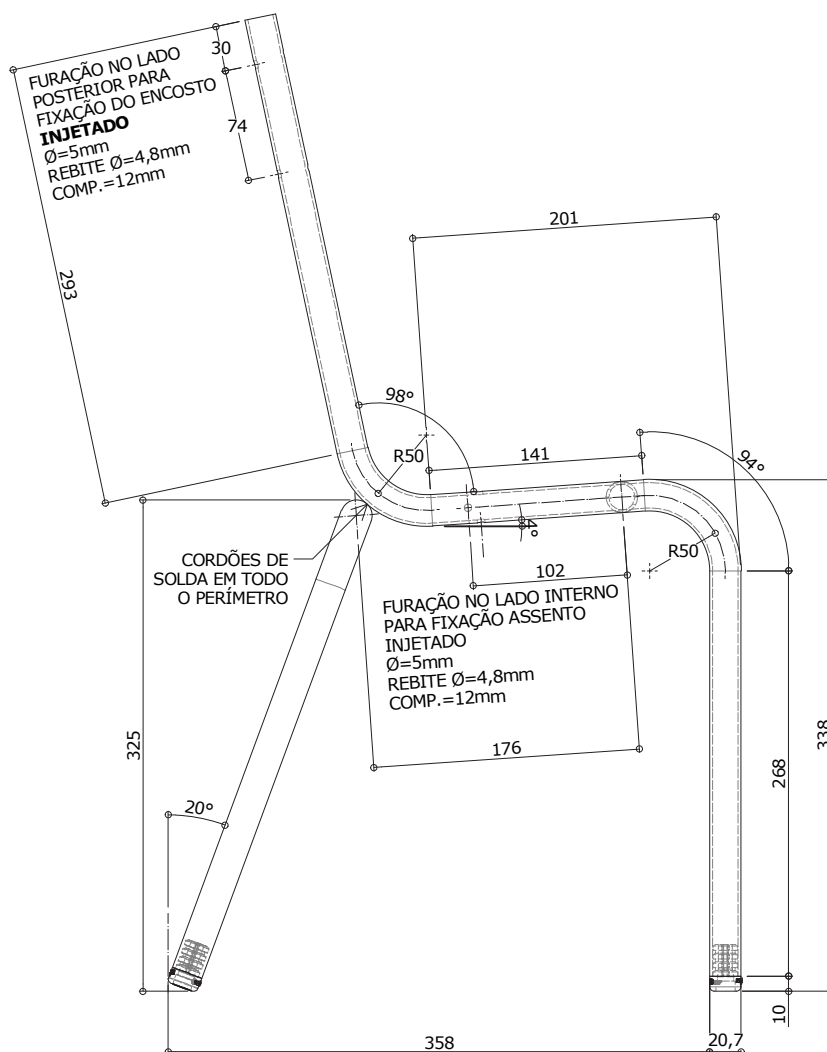 30
FURAÇÃO NO LADO
POSTERIOR PARA
FIXAÇÃO DO ENCOSTO
INJETADO
Ø=5mm
REBITE Ø=4,8mm
COMP.=12mm
74
201
293
98°
R50
141
94°
4°
R50
CORDÕES DE
SOLDA EM TODO
O PERÍMETRO
102
FURAÇÃO NO LADO INTERNO
PARA FIXAÇÃO ASSENTO
INJETADO
Ø=5mm
REBITE Ø=4,8mm
COMP.=12mm
325
176
338
268
20°
10
358
20,7